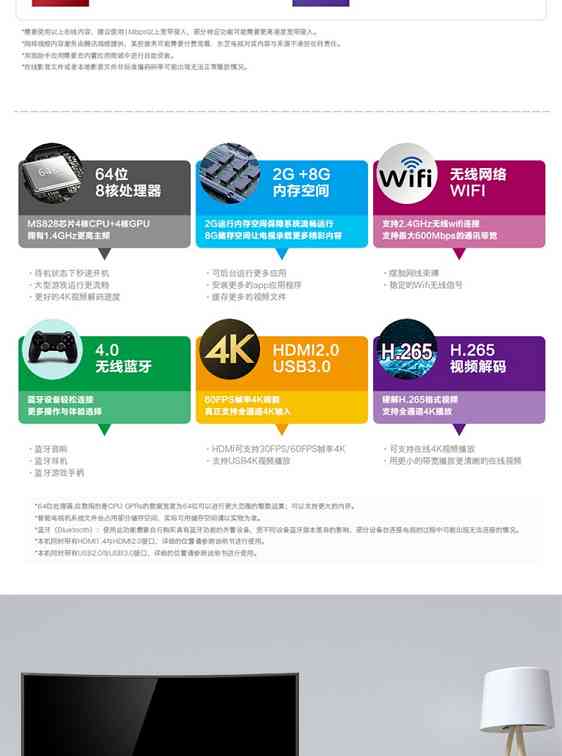 *需要使用以上在线内容，建议使用1Mbps以上宽带接入，部分特定功能可能需要更高速度宽带接入。
*网络视频内容服务由腾讯视频提供，某些服务可能需要付费观看，东芝电视对其内容与来源不承担任何责任。
*所指助手应用需要在内置应用商城中进行自助安装。
*在线影音文件或者本地影音文件非标准编码码率可能出现无法正常播放情况。
64位
64位
8核处理器
MS828芯片4核CPU+4核GPU
拥有1.4GHz更高主频
· 待机状态下秒速开机
· 大型游戏运行更流畅
· 更好的4K视频解码速度
2G +8G
内存空间
2G运行内存空间保障系统流畅运行
8G储存空间让电视承载更多精彩内容
· 可后台运行更多应用
· 安装更多的app应用程序
· 缓存更多的视频文件
Wifi
无线网络
WIFI
支持2.4GHz无线wifi连接
支持最大600Mbps的通讯带宽
· 摆脱网线束缚
· 稳定的Wifi无线信号
4.0
无线蓝牙
蓝牙设备轻松连接
更多操作与体验选择
· 蓝牙音响
· 蓝牙耳机
· 蓝牙游戏手柄
4K
HDMI2.0
USB3.0
60FPS帧率4K视频
真正支持全通道4K输入
· HDMI可支持30FPS/60FPS帧率4K
· 支持USB4K视频播放
H.265
H.265
视频解码
硬解H.265格式视频
支持全通道4K播放
· 可支持在线4K视频播放
· 用更小的带宽播放更清晰的在线视频
*64位处理器,位数指的是CPU GPRs的数据宽度为64位可以进行更大范围的整数运算；可以支持更大的内存。
*智能电视机系统文件会占用部分储存空间，实际可用储存空间请以实物为准。
*蓝牙（Bluetooth）：使用此功能需要自行购买具有蓝牙功能的外置设备，受不同设备蓝牙版本差异的影响，部分设备在连接电视的过程中可能出现无法连接的情况。
*本机同时带有HDMI1.4与HDMI2.0接口，详细的位置请参照说明书进行使用。
*本机同时带有USB2.0与USB3.0接口，详细的位置请参照说明书进行使用。